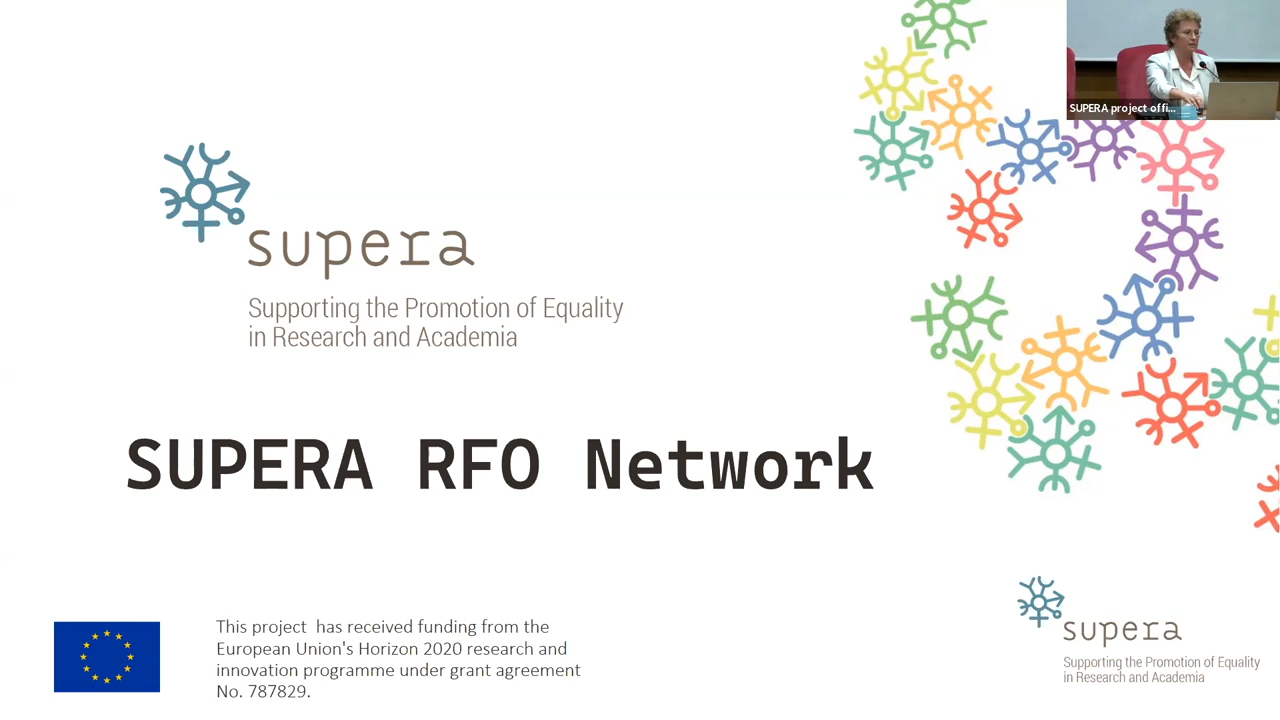 SUPERA project offi...
supera
Supporting the Promotion of Equality
in Research and Academia
SUPERA RFO Network
This project has received funding from the
European Union's Horizon 2020 research and
innovation programme under grant agreement
No. 787829.
supera
Supporting the Promotion of Equality
in Research and Academia